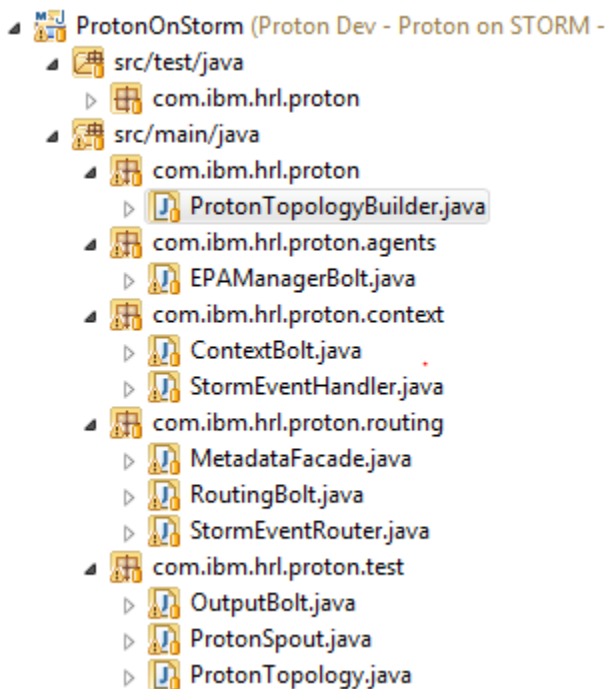 ProtonOnStorm (Proton Dev - Proton on STORM -
src/test/java
com.ibm.hrl.proton
src/main/java
com.ibm.hrl.proton
ProtonTopologyBuilder.java
com.ibm.hrl.proton.agents
EPAManagerBolt.java
com.ibm.hrl.proton.context
ContextBolt.java
StormEventHandler.java
com.ibm.hrl.proton.routing
MetadataFacade.java
RoutingBolt.java
StormEventRouter.java
com.ibm.hrl.proton.test
OutputBolt.java
ProtonSpout.java
ProtonTopology.java